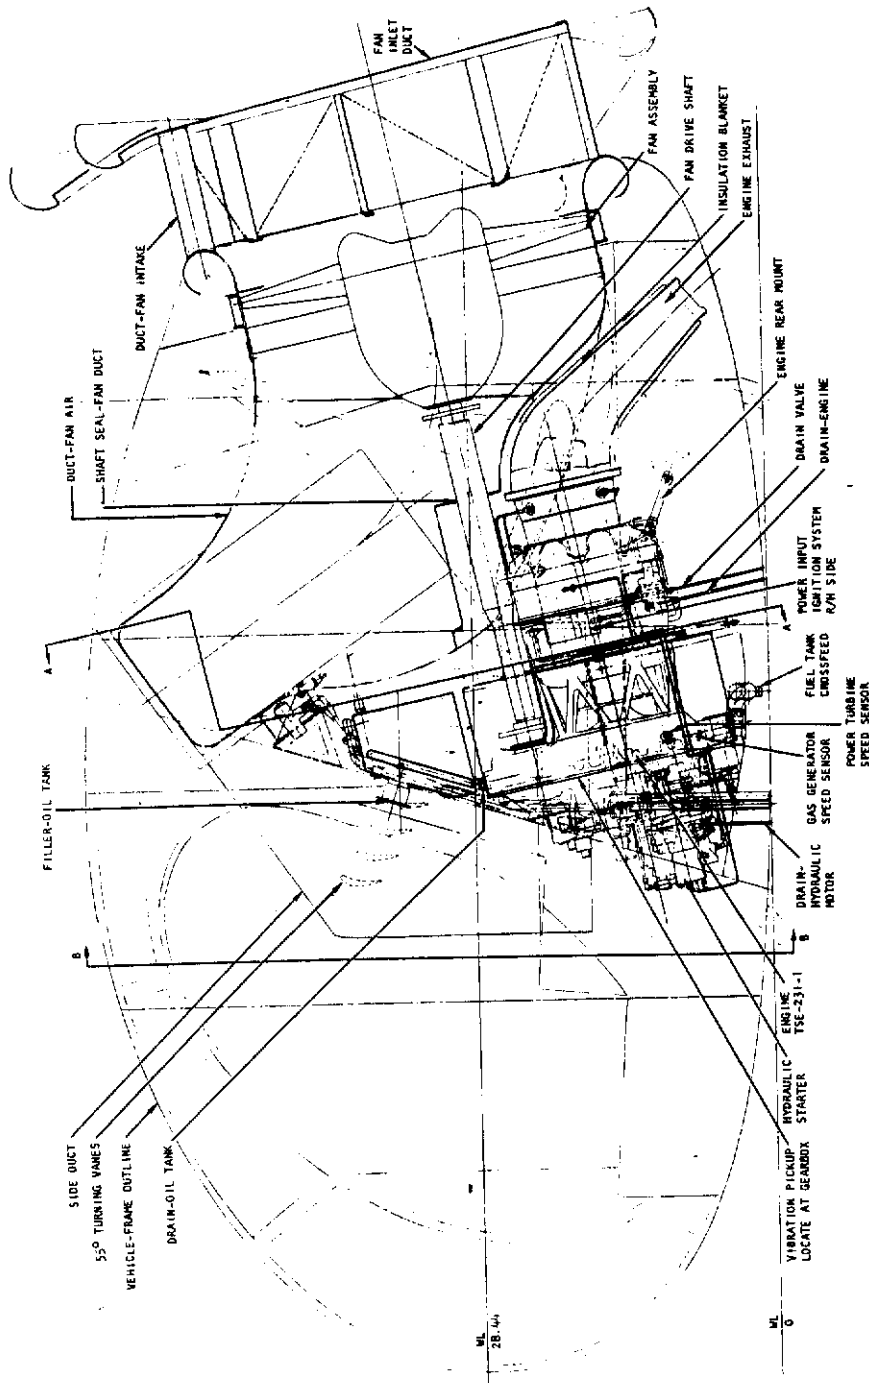 FAN
INLET
DUCT
DUCT-FAN INTAKE
DUCT-FAN AIR
SHAFT SEAL-FAN DUCT
FAN ASSEMBLY
FAN DRIVE SHAFT
INSULATION BLANKET
ENGINE EXHAUST
ENGINE REAR MOUNT
DRAIN VALVE
DRAIN-ENGINE
POWER INPUT
IGNITION SYSTEM
R/H SIDE
A
A
FUEL TANK
CROSSFEED
POWER TURBINE
SPEED SENSOR
GAS GENERATOR
SPEED SENSOR
DRAIN-
HYDRAULIC
MOTOR
FILLER-OIL TANK
B
B
ENGINE
TSE-231-1
HYDRAULIC
STARTER
VIBRATION PICKUP
LOCATE AT GEARBOX
SIDE DUCT
55° TURNING VANES
VEHICLE-FRAME OUTLINE
DRAIN-OIL TANK
WL
28.44
WL
0